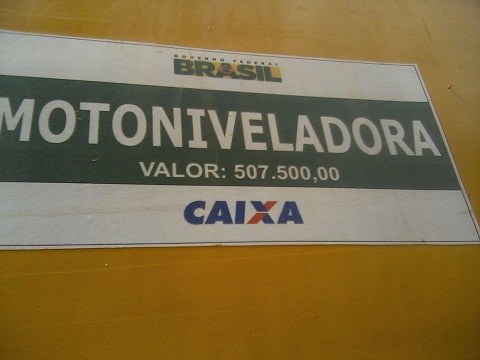 GOVERNO FEDERAL
BRASIL
MOTONIVELADORA
VALOR: 507.500,00
CAIXA